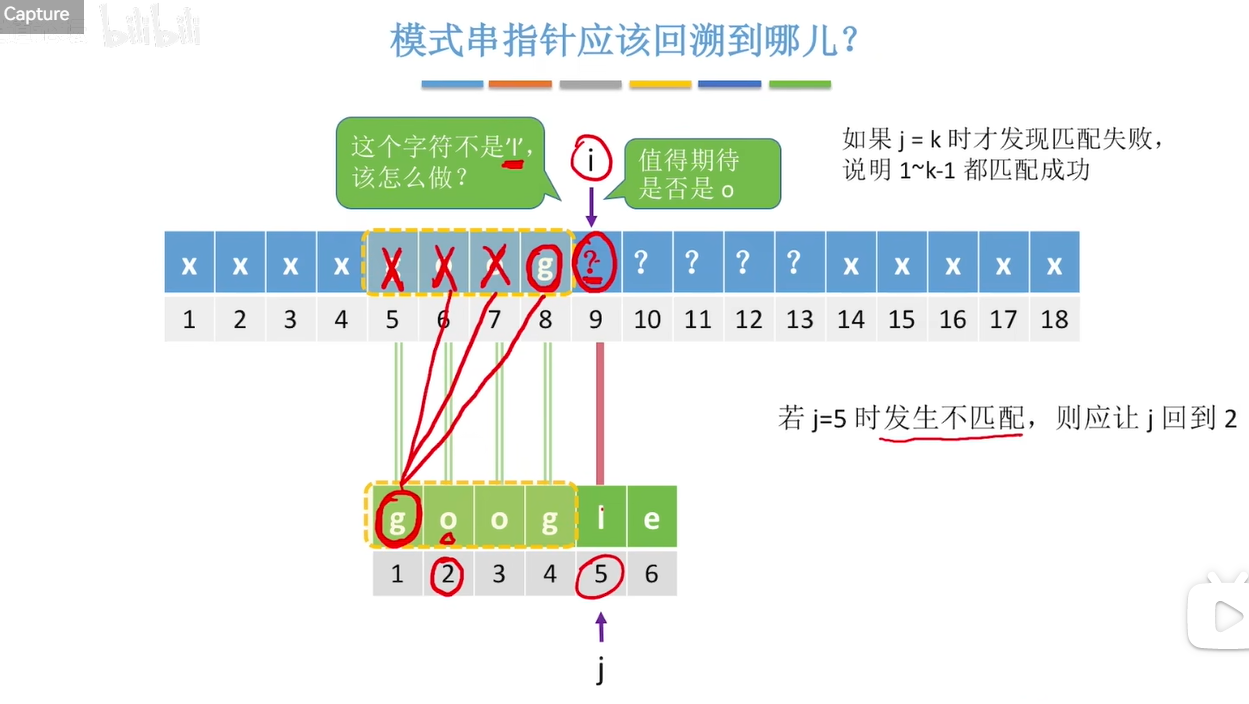 Capture
bilibili
模式串指针应该回溯到哪儿？
这个字符不是'l'，
该怎么做？
i
值得期待
是否是 o
如果 j = k 时才发现匹配失败，
说明 1~k-1 都匹配成功
x x x x g ? ? ? ? ? x x x x x
1 2 3 4 5 6 7 8 9 10 11 12 13 14 15 16 17 18
若 j=5 时发生不匹配，则应让 j 回到 2
g o o g l e
1 2 3 4 5 6
j